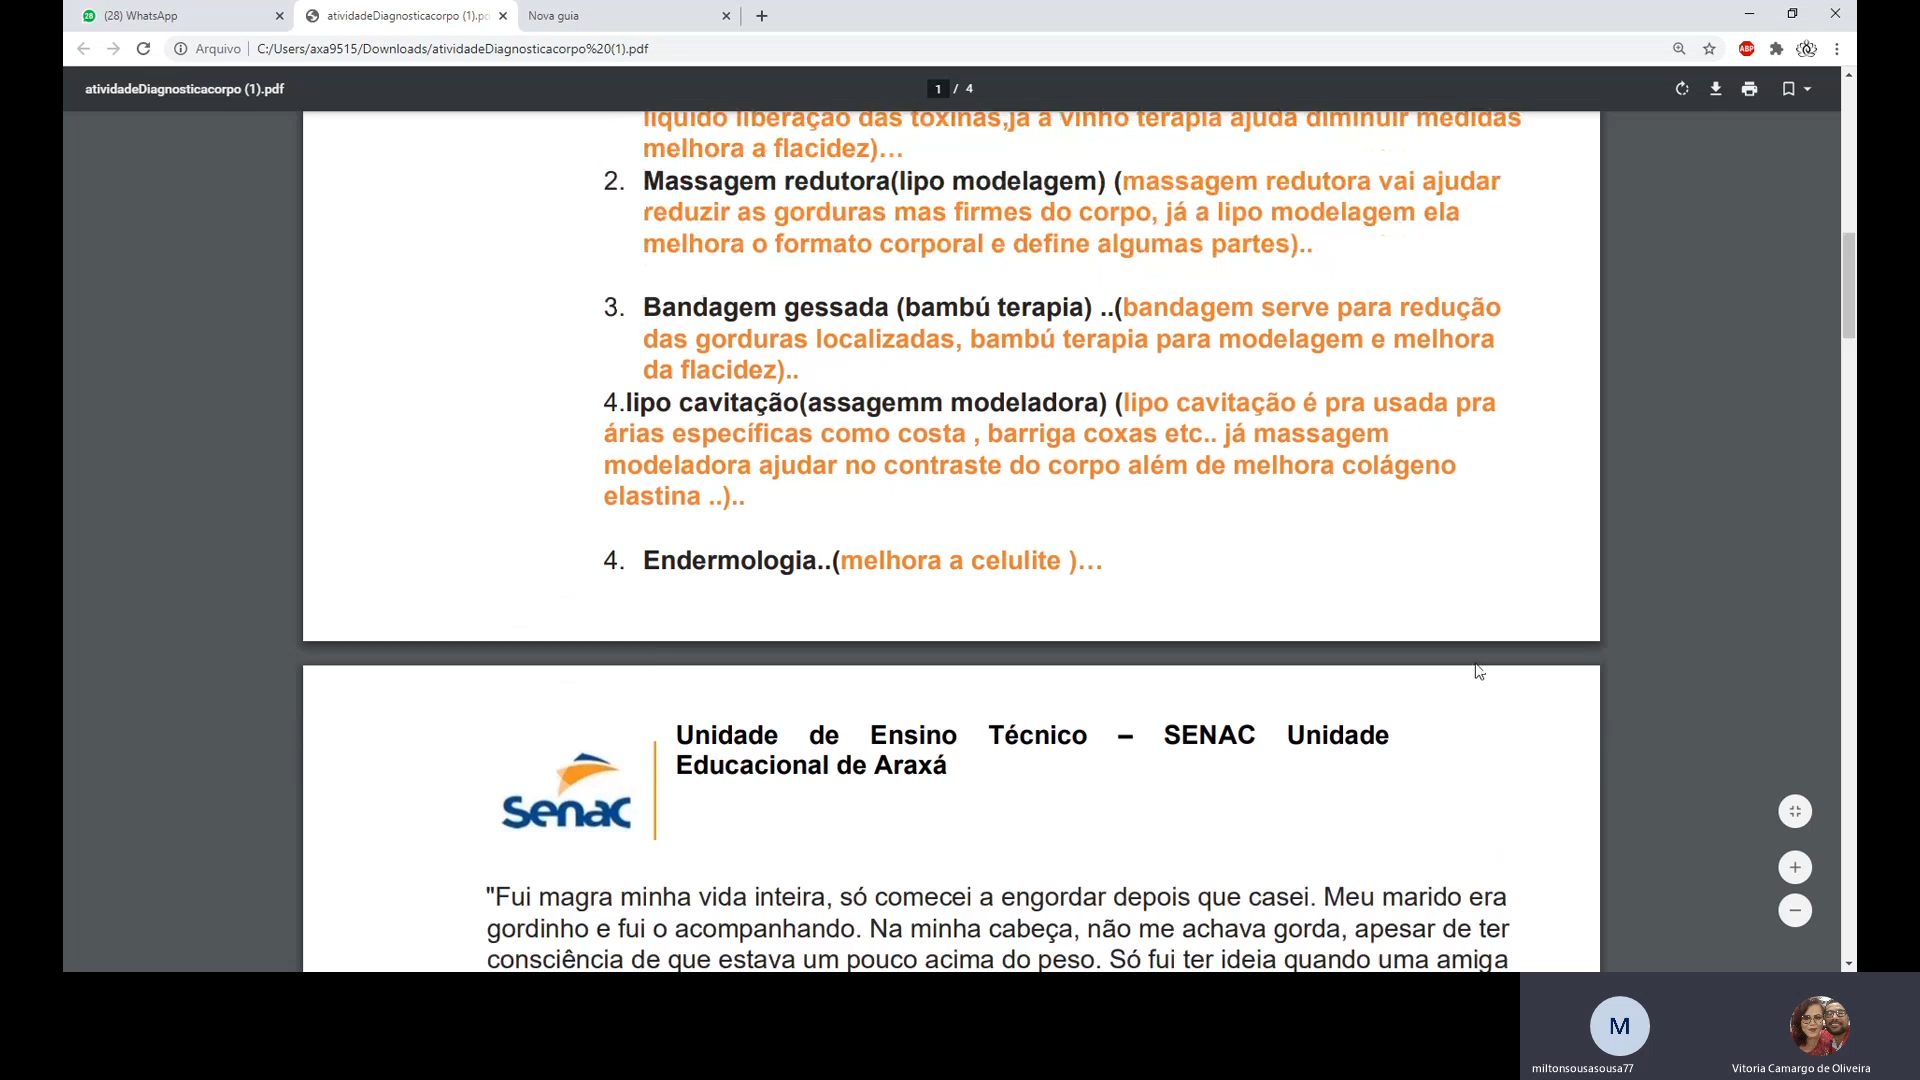 (28) WhatsApp
atividadeDiagnosticacorpo (1).pd
Nova guia
Arquivo
C:/Users/axa9515/Downloads/atividadeDiagnosticacorpo%20(1).pdf
ABP
atividadeDiagnosticacorpo (1).pdf
1 / 4
líquido liberação das toxinas,já a vinho terapia ajuda diminuir medidas
melhora a flacidez)…
2. Massagem redutora(lipo modelagem) (massagem redutora vai ajudar
reduzir as gorduras mas firmes do corpo, já a lipo modelagem ela
melhora o formato corporal e define algumas partes)..
3. Bandagem gessada (bambú terapia) ..(bandagem serve para redução
das gorduras localizadas, bambú terapia para modelagem e melhora
da flacidez)..
4.lipo cavitação(assagemm modeladora) (lipo cavitação é pra usada pra
árias específicas como costa , barriga coxas etc.. já massagem
modeladora ajudar no contraste do corpo além de melhora colágeno
elastina ..)..
4. Endermologia..(melhora a celulite )…
Unidade de Ensino Técnico – SENAC Unidade
Educacional de Araxá
Senac
"Fui magra minha vida inteira, só comecei a engordar depois que casei. Meu marido era
gordinho e fui o acompanhando. Na minha cabeça, não me achava gorda, apesar de ter
consciência de que estava um pouco acima do peso. Só fui ter ideia quando uma amiga
M
miltonsousasousa77
Vitoria Camargo de Oliveira